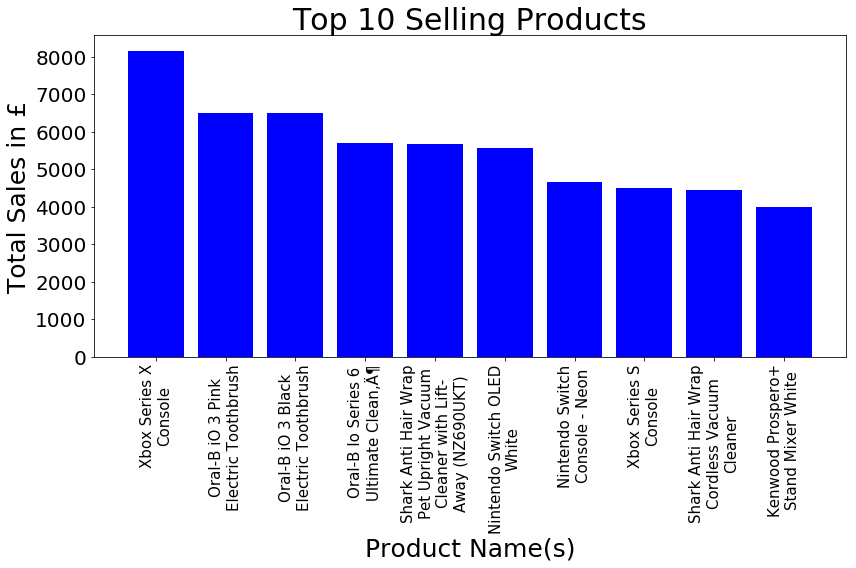 Top 10 Selling Products
Total Sales in £
8000
7000
6000
5000
4000
3000
2000
1000
0
Xbox Series X
Console
Oral-B iO 3 Pink
Electric Toothbrush
Oral-B iO 3 Black
Electric Toothbrush
Oral-B Io Series 6
Ultimate Clean‚Ä¶
Shark Anti Hair Wrap
Pet Upright Vacuum
Cleaner with Lift-
Away (NZ690UKT)
Nintendo Switch OLED
White
Nintendo Switch
Console - Neon
Xbox Series S
Console
Shark Anti Hair Wrap
Cordless Vacuum
Cleaner
Kenwood Prospero+
Stand Mixer White
Product Name(s)